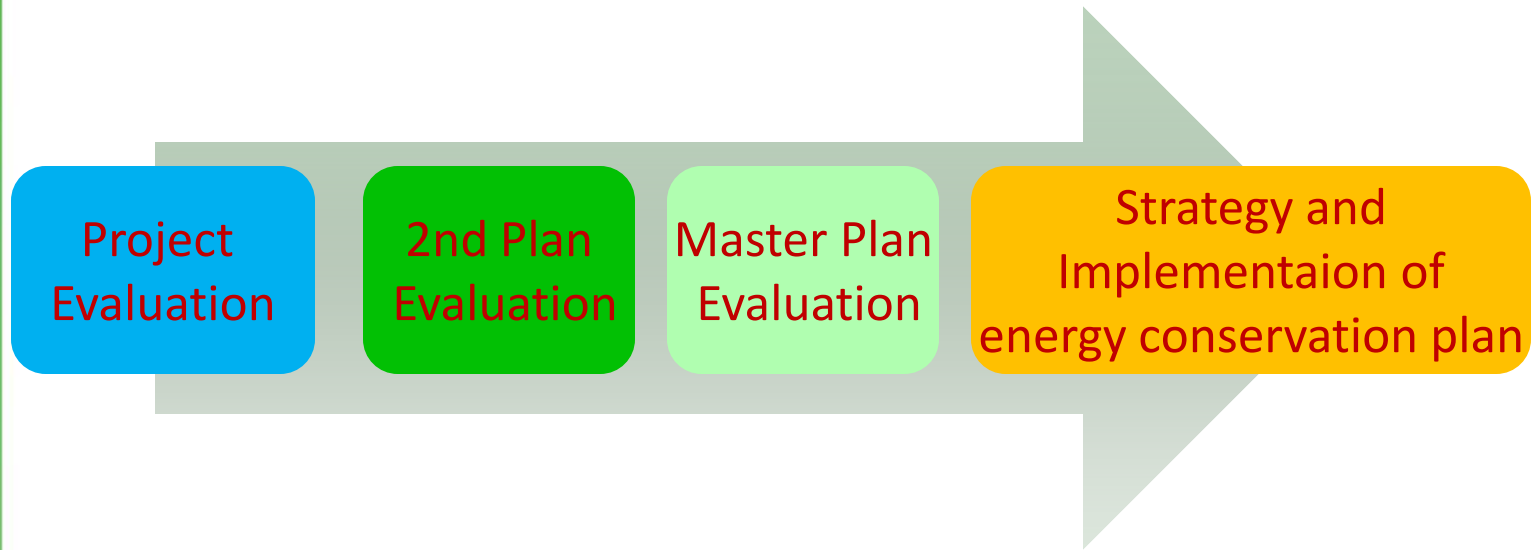 Project
Evaluation
2nd Plan
Evaluation
Master Plan
Evaluation
Strategy and
Implementaion of
energy conservation plan